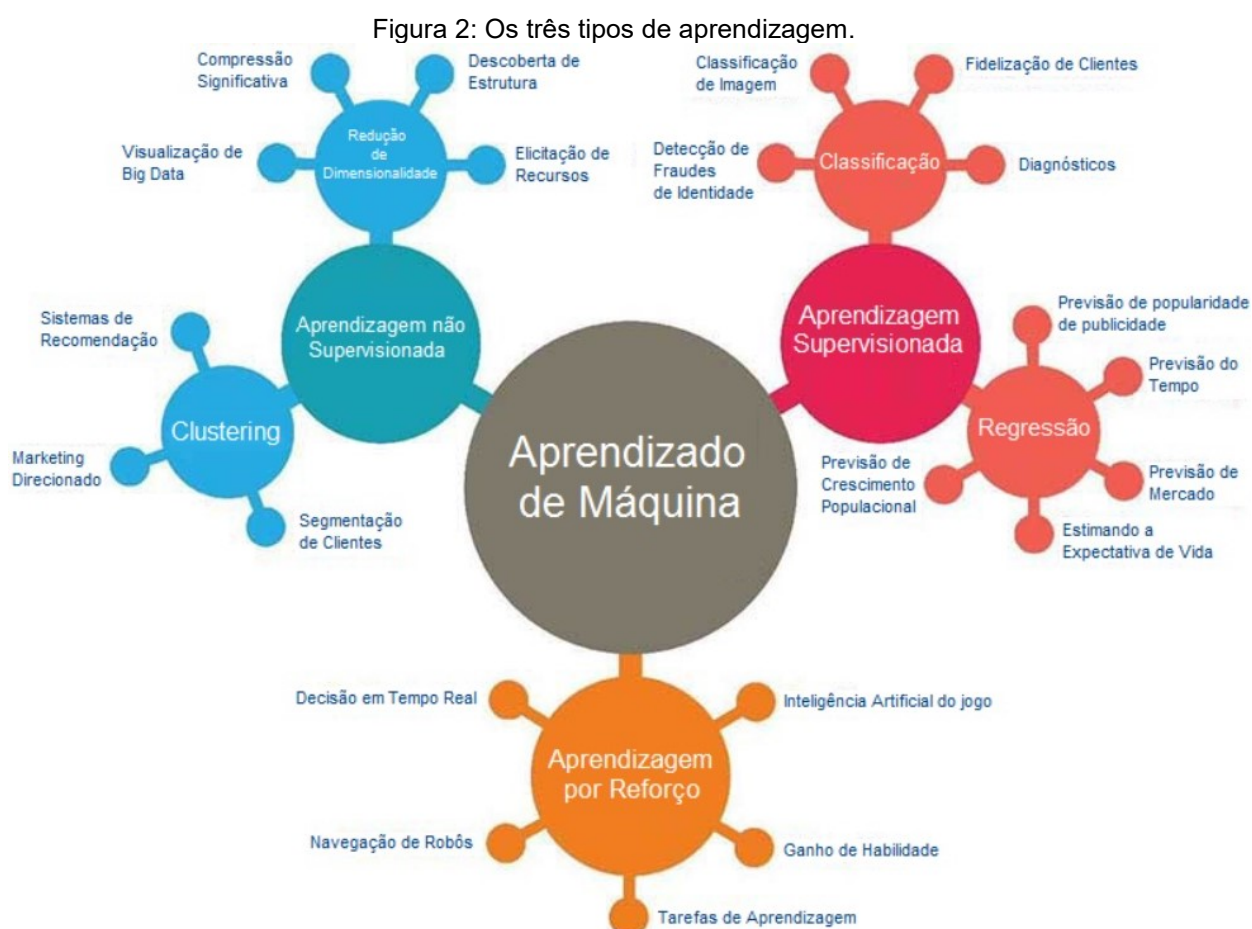 Figura 2: Os três tipos de aprendizagem.
Compressão
Significativa
Descoberta de
Estrutura
Visualização de
Big Data
Redução
de
Dimensionalidade
Elicitação de
Recursos
Classificação
de Imagem
Fidelização de Clientes
Detecção de
Fraudes
de Identidade
Classificação
Diagnósticos
Sistemas de
Recomendação
Aprendizagem não
Supervisionada
Clustering
Marketing
Direcionado
Segmentação
de Clientes
Aprendizado
de Máquina
Aprendizagem
Supervisionada
Previsão de popularidade
de publicidade
Previsão do
Tempo
Regressão
Previsão de
Crescimento
Populacional
Previsão de
Mercado
Estimando a
Expectativa de Vida
Decisão em Tempo Real
Inteligência Artificial do jogo
Aprendizagem
por Reforço
Navegação de Robôs
Ganho de Habilidade
Tarefas de Aprendizagem